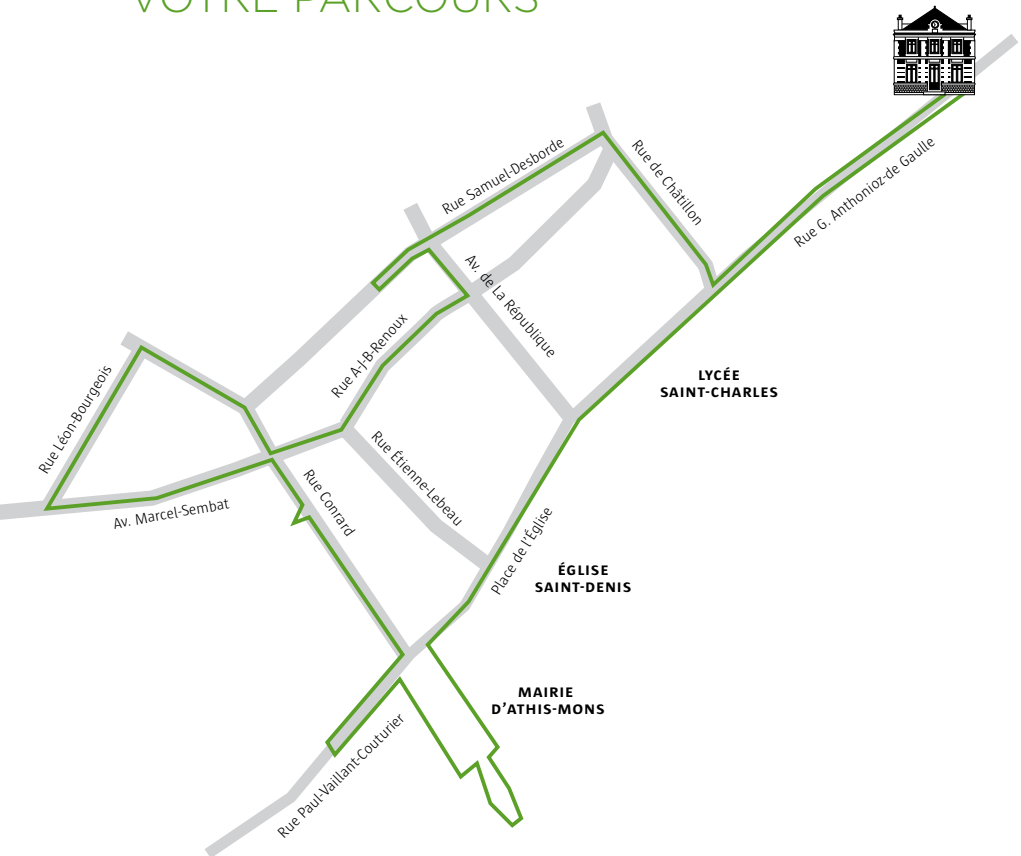 VOTRE PARCOURS
Rue Samuel-Desborde
Rue de Châtillon
Rue G. Anthonioz-de Gaulle
Av. de La République
Rue A-J-B-Renoux
Rue Léon-Bourgeois
LYCÉE
SAINT-CHARLES
Rue Étienne-Lebeau
Rue Conrard
Av. Marcel-Sembat
Place de l'Église
ÉGLISE
SAINT-DENIS
MAIRIE
D'ATHIS-MONS
Rue Paul-Vaillant-Couturier